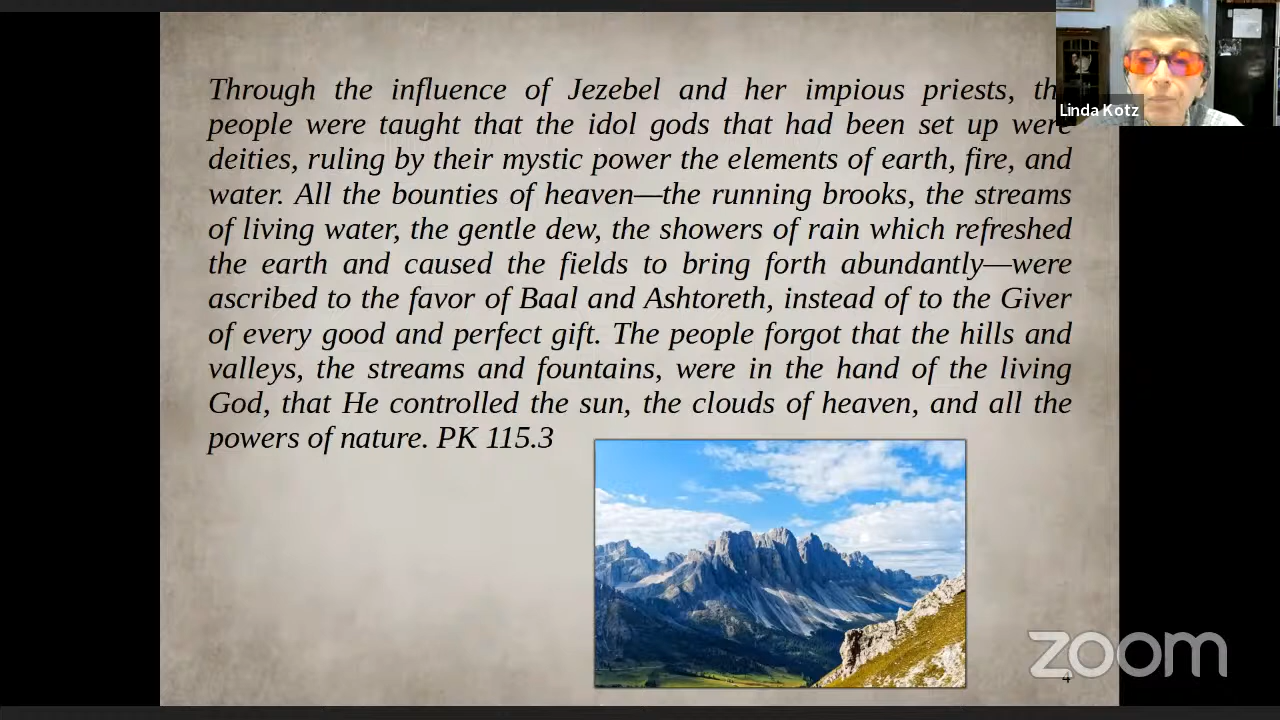 Through the influence of Jezebel and her impious priests, th
people were taught that the idol gods that had been set up were
deities, ruling by their mystic power the elements of earth, fire, and
water. All the bounties of heaven—the running brooks, the streams
of living water, the gentle dew, the showers of rain which refreshed
the earth and caused the fields to bring forth abundantly—were
ascribed to the favor of Baal and Ashtoreth, instead of to the Giver
of every good and perfect gift. The people forgot that the hills and
valleys, the streams and fountains, were in the hand of the living
God, that He controlled the sun, the clouds of heaven, and all the
powers of nature. PK 115.3
Linda Kotz
zoom
4